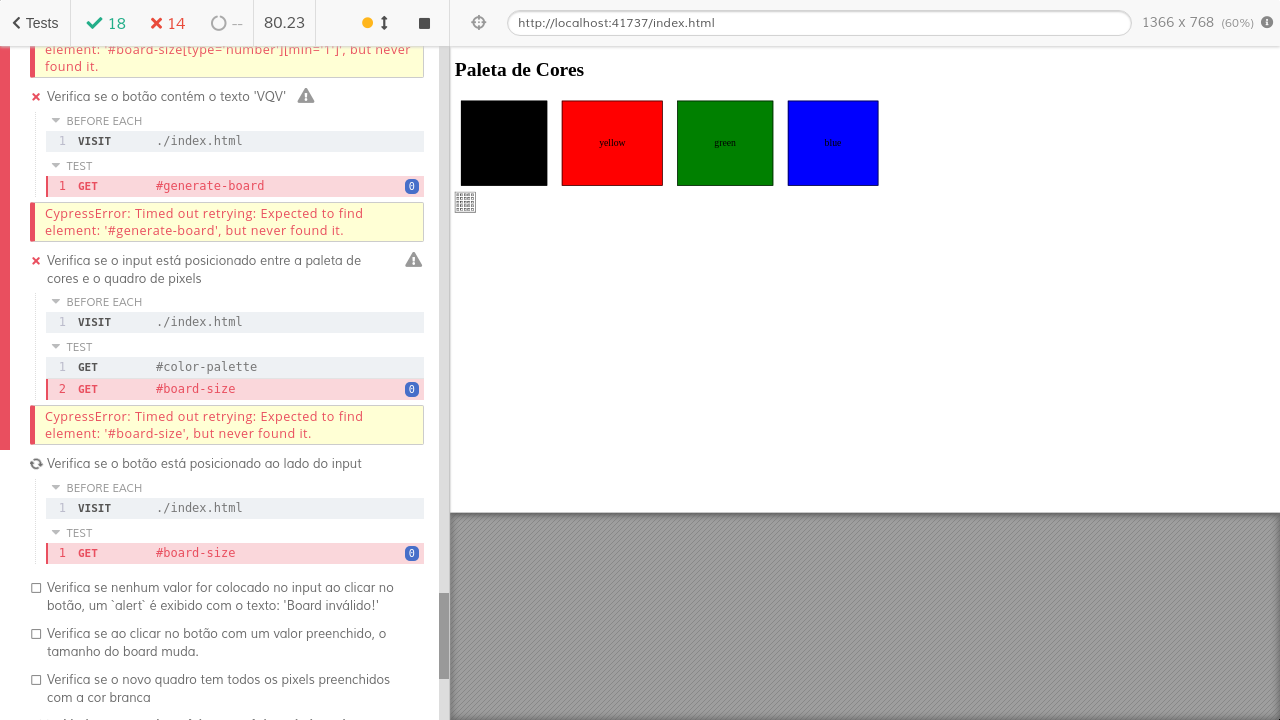 Tests
18
14
--
80.23
http://localhost:41737/index.html
1366 x 768 (60%)
element: '#board-size[type='number'][min='1']', but never
found it.
Verifica se o botão contém o texto 'VQV'
BEFORE EACH
1 VISIT ./index.html
TEST
1 GET #generate-board 0
CypressError: Timed out retrying: Expected to find
element: '#generate-board', but never found it.
Verifica se o input está posicionado entre a paleta de
cores e o quadro de pixels
BEFORE EACH
1 VISIT ./index.html
TEST
1 GET #color-palette
2 GET #board-size 0
CypressError: Timed out retrying: Expected to find
element: '#board-size', but never found it.
Verifica se o botão está posicionado ao lado do input
BEFORE EACH
1 VISIT ./index.html
TEST
1 GET #board-size 0
Verifica se nenhum valor for colocado no input ao clicar no
botão, um `alert` é exibido com o texto: 'Board inválido!'
Verifica se ao clicar no botão com um valor preenchido, o
tamanho do board muda.
Verifica se o novo quadro tem todos os pixels preenchidos
com a cor branca
Paleta de Cores
yellow
green
blue